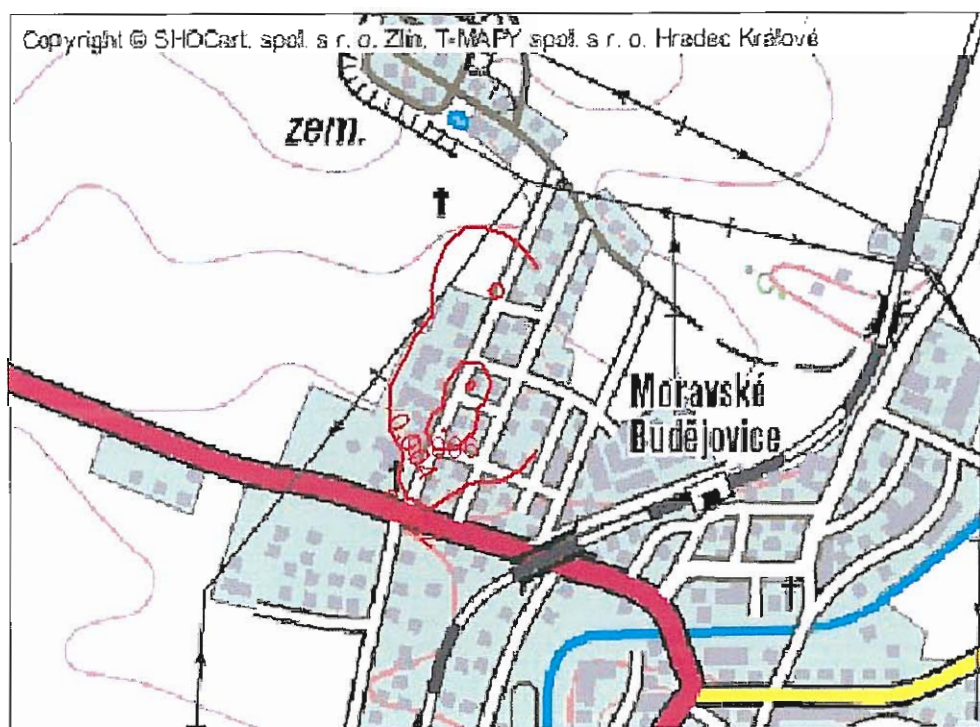 Copyright © SHOCart, spol. s r. o. Zlín, T-MAPY spol. s r. o. Hradec Králové
zem.
Moravské
Budějovice